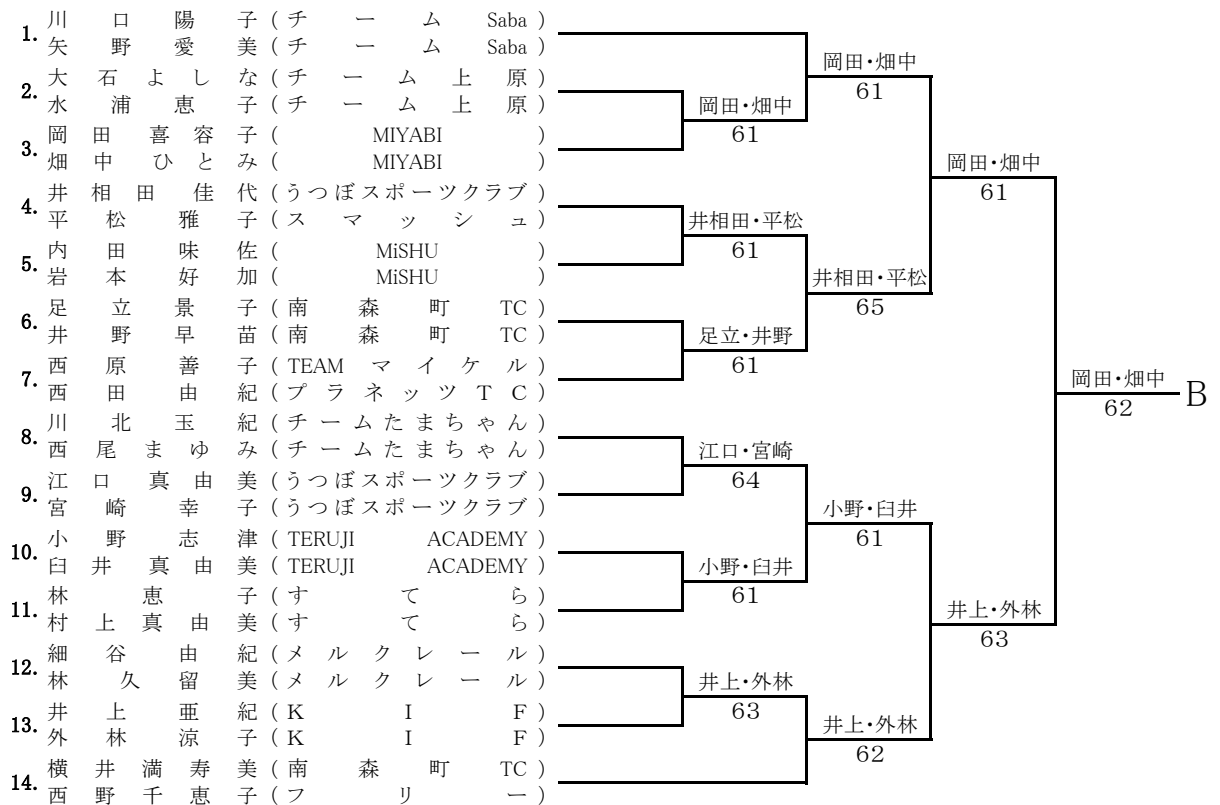 1. 川口陽子(チームSaba)
矢野愛美(チームSaba)
2. 大石よしな(チーム上原)
水浦恵子(チーム上原)
3. 岡田喜容子(MIYABI)
畑中ひとみ(MIYABI)
4. 井相田佳代(うつぼスポーツクラブ)
平松雅子(スマッシュ)
5. 内田味佐(MiSHU)
岩本好加(MiSHU)
6. 足立景子(南森町TC)
井野早苗(南森町TC)
7. 西原善子(TEAMマイケル)
西田由紀(プラネッツTC)
8. 川北玉紀(チームたまちゃん)
西尾まゆみ(チームたまちゃん)
9. 江口真由美(うつぼスポーツクラブ)
宮崎幸子(うつぼスポーツクラブ)
10. 小野志津(TERUJI ACADEMY)
臼井真由美(TERUJI ACADEMY)
11. 林恵子(すてら)
村上真由美(すてら)
12. 細谷由紀(メルクレール)
林久留美(メルクレール)
13. 井上亜紀(KIF)
外林涼子(KIF)
14. 横井満寿美(南森町TC)
西野千恵子(フリー)
岡田・畑中
61
井相田・平松
61
足立・井野
61
江口・宮崎
64
小野・臼井
61
井上・外林
63
岡田・畑中
61
井相田・平松
65
小野・臼井
61
井上・外林
62
岡田・畑中
61
井上・外林
63
岡田・畑中
62
B